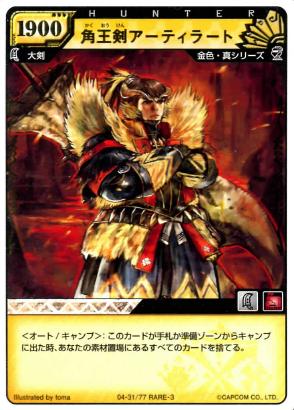 HUNTER
1900
かくおうけん
角王剣アーティラート
大剣
金色・真シリーズ
<オート / キャンプ>：このカードが手札か準備ゾーンからキャンプ
に出た時、あなたの素材置場にあるすべてのカードを捨てる。
Illustrated by toma
04-31/77 RARE-3
©CAPCOM CO., LTD.